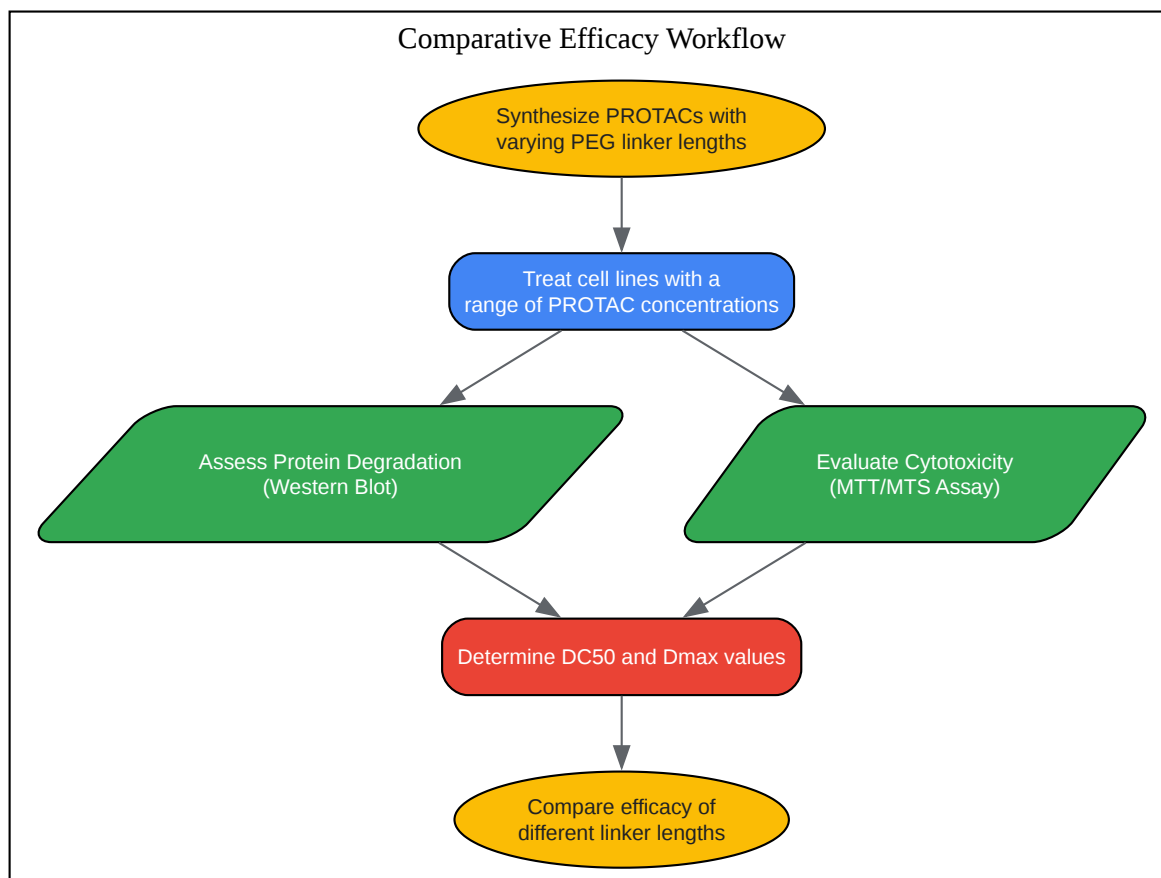 Comparative Efficacy Workflow
Synthesize PROTACs with
varying PEG linker lengths
Treat cell lines with a
range of PROTAC concentrations
Assess Protein Degradation
(Western Blot)
Evaluate Cytotoxicity
(MTT/MTS Assay)
Determine DC50 and Dmax values
Compare efficacy of
different linker lengths